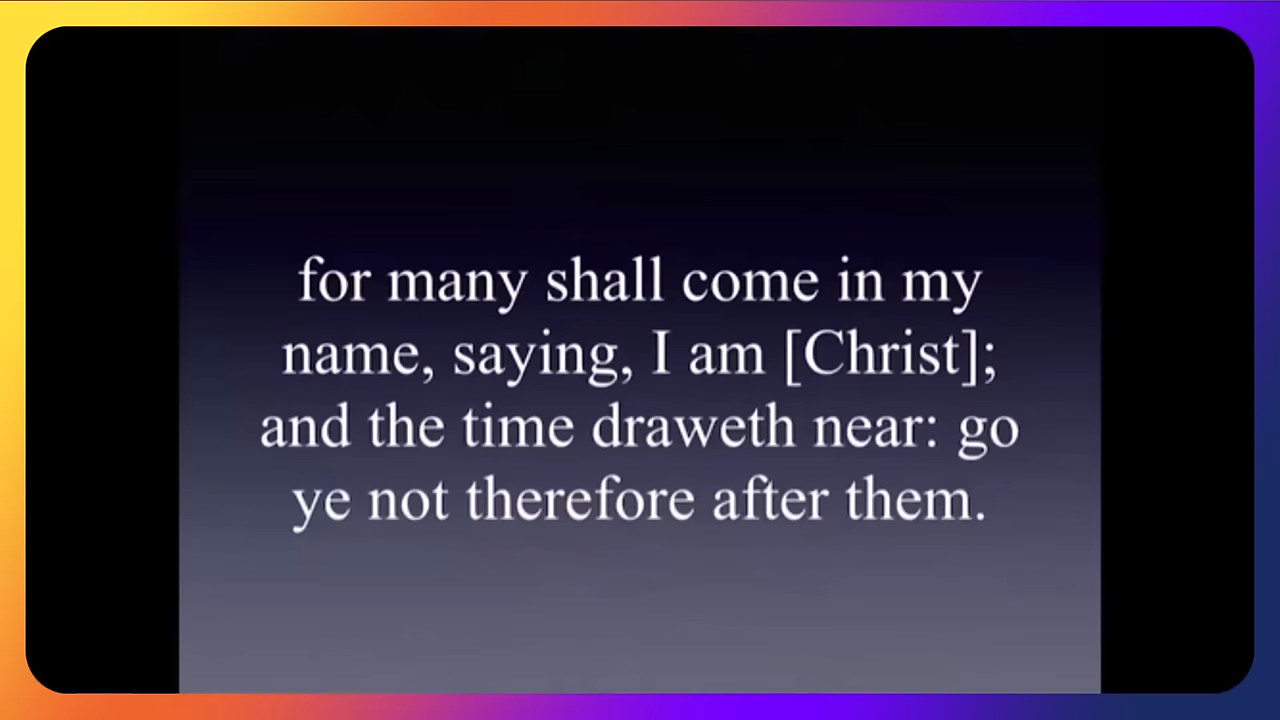 for many shall come in my
name, saying, I am [Christ];
and the time draweth near: go
ye not therefore after them.